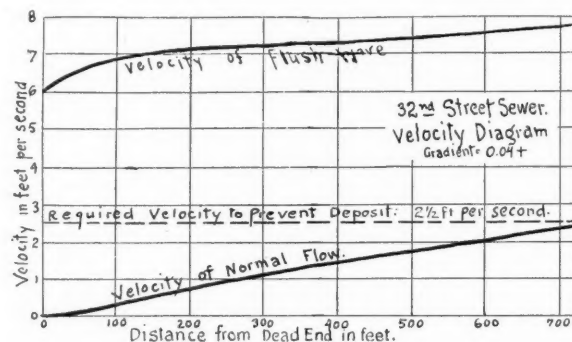 8
7
6
5
4
3
2
1
0
Velocity in feet per second
Velocity of Flush Wave
32nd Street Sewer.
Velocity Diagram
Gradient= 0.04+
Required Velocity to Prevent Deposit: 2½ ft per second.
Velocity of Normal Flow.
0 100 200 300 400 500 600 700
Distance from Dead End in feet.